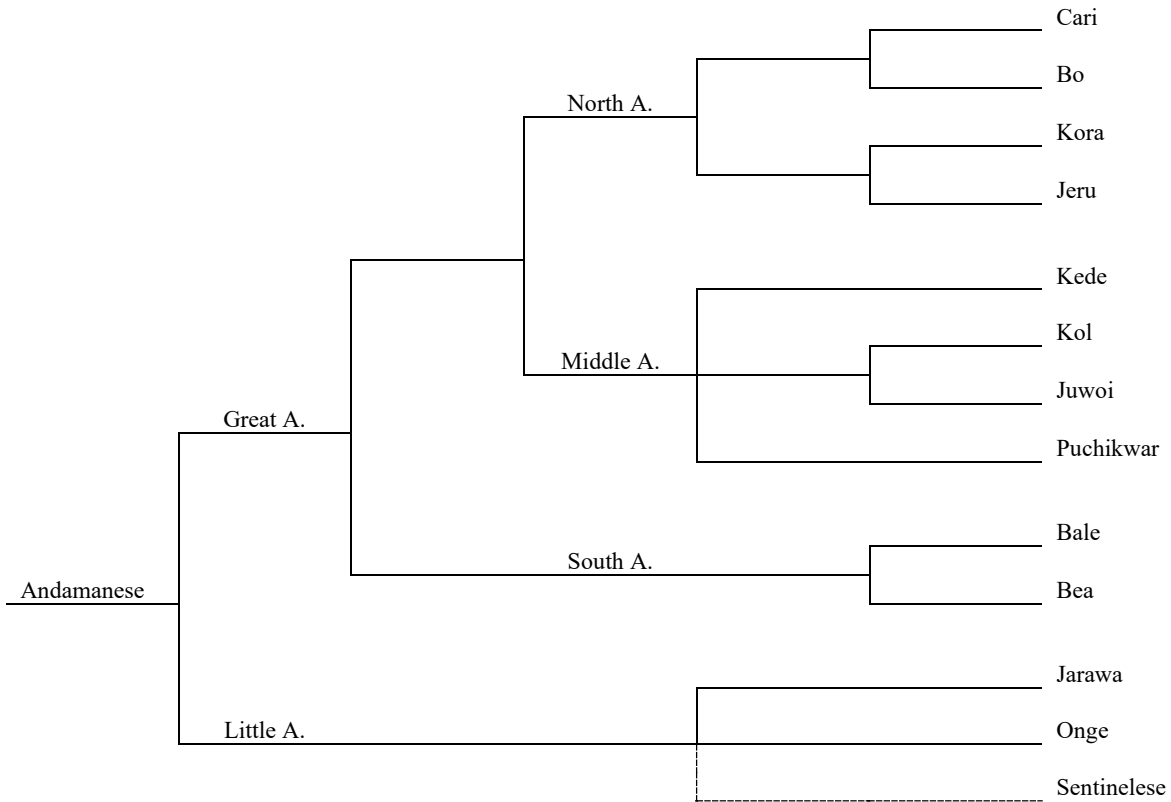 Cari
Bo
North A.
Kora
Jeru
Kede
Kol
Middle A.
Juwoi
Great A.
Puchikwar
Bale
South A.
Andamanese
Bea
Jarawa
Little A.
Onge
Sentinelese